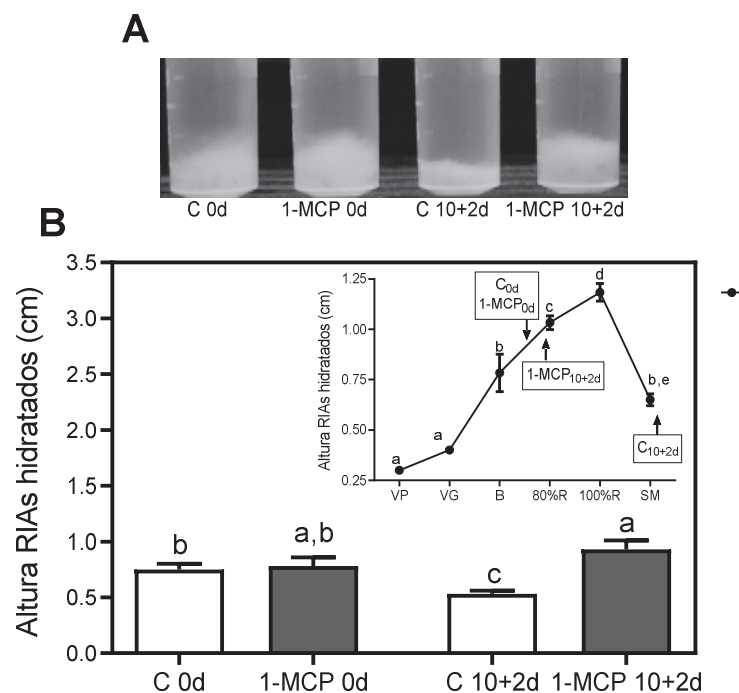 A
C 0d
1-MCP 0d
C 10+2d
1-MCP 10+2d
B
Altura RIAs hidratados (cm)
3.5
3.0
2.5
2.0
1.5
1.0
0.5
0.0
b
a,b
c
a
C 0d
1-MCP 0d
C 10+2d
1-MCP 10+2d
Altura RIAs hidratados (cm)
1.25
1.00
0.75
0.50
0.25
a
a
b
c
d
b,e
C0d
1-MCP0d
1-MCP10+2d
C10+2d
VP
VG
B
80%R
100%R
SM